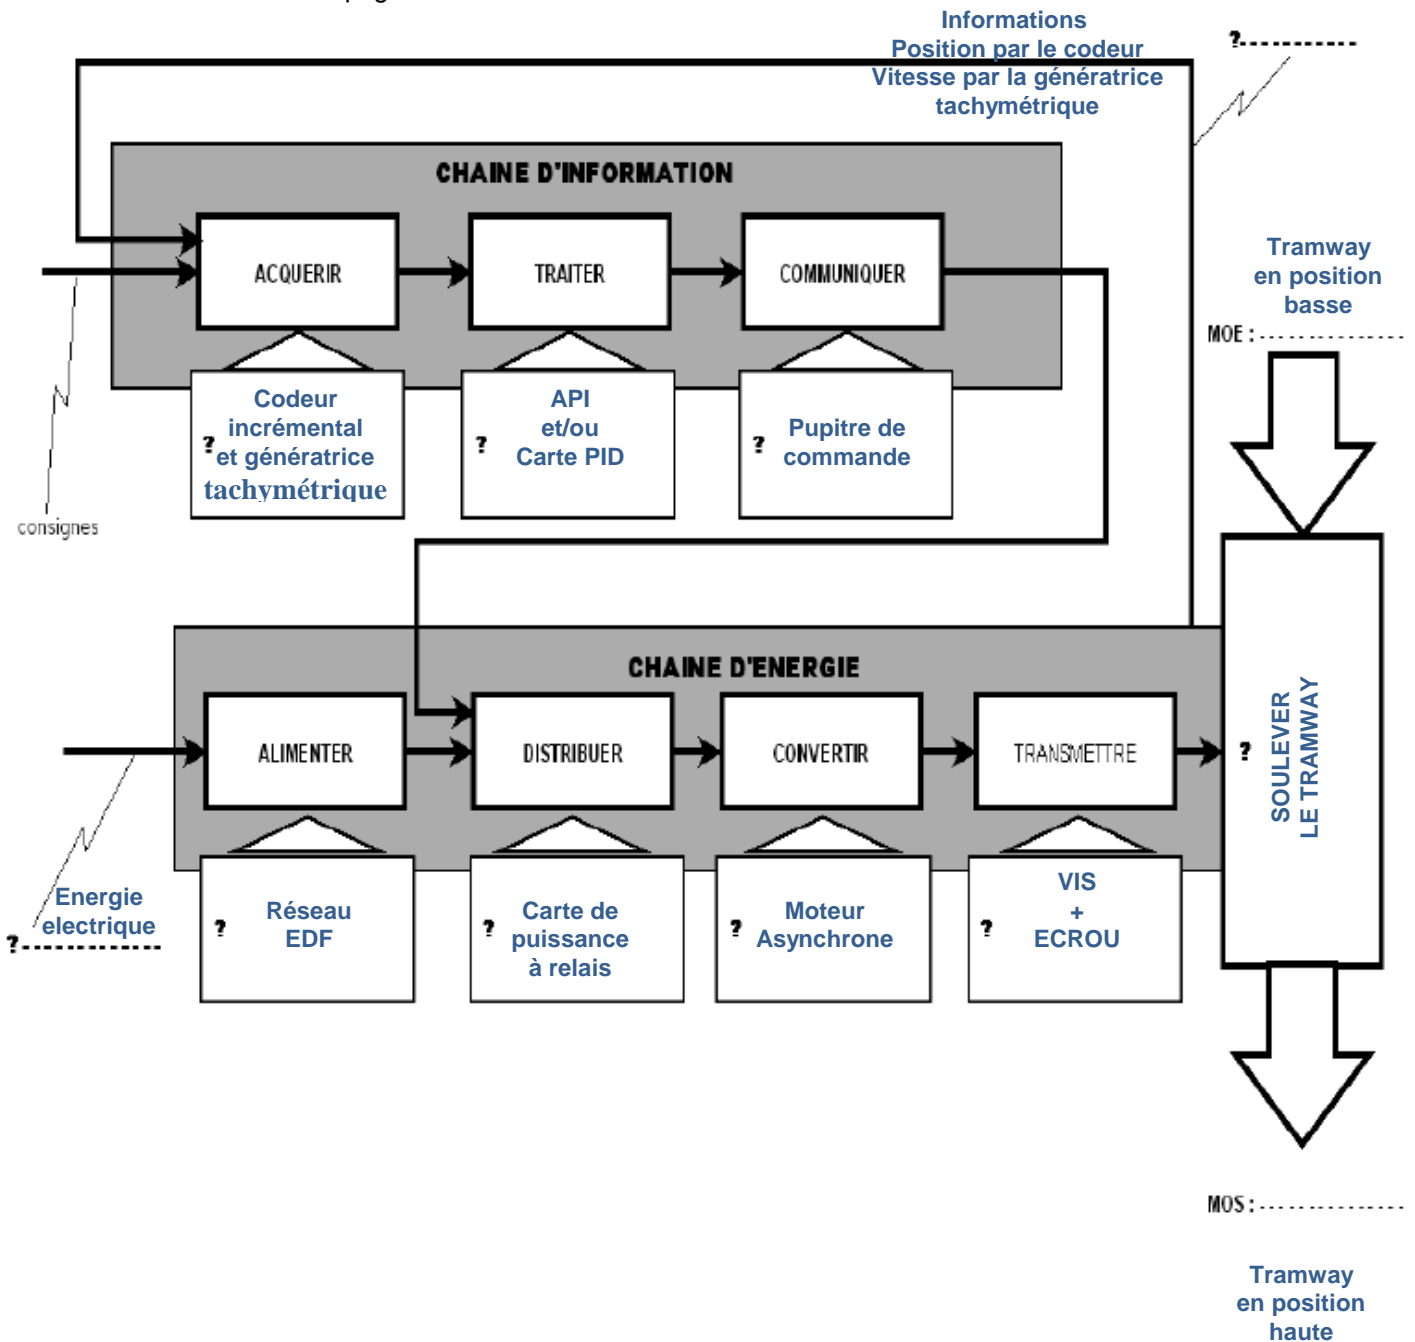 Informations
Position par le codeur
Vitesse par la génératrice
tachymétrique
?
CHAINE D'INFORMATION
ACQUERIR
TRAITER
COMMUNIQUER
Tramway
en position
basse
MOE :
Codeur
incrémental
? et génératrice
tachymétrique
API
et/ou
? Carte PID
Pupitre de
? commande
consignes
CHAINE D'ENERGIE
ALIMENTER
DISTRIBUER
CONVERTIR
TRANSMETTRE
? SOULEVER
LE TRAMWAY
Energie
electrique
?
Réseau
? EDF
Carte de
? puissance
à relais
Moteur
? Asynchrone
VIS
+
? ECROU
MOS :
Tramway
en position
haute